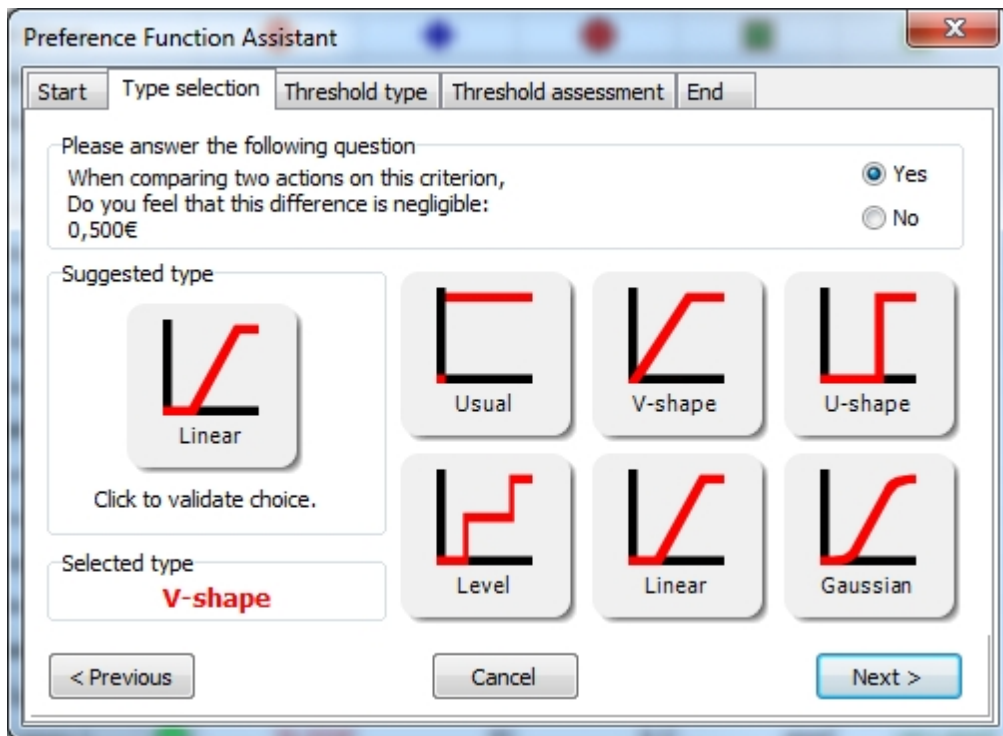 Preference Function Assistant
Start Type selection Threshold type Threshold assessment End
Please answer the following question
When comparing two actions on this criterion,
Do you feel that this difference is negligible:
0,500€
Yes
No
Suggested type
Linear
Click to validate choice.
Selected type
V-shape
Usual V-shape U-shape
Level Linear Gaussian
< Previous Cancel Next >